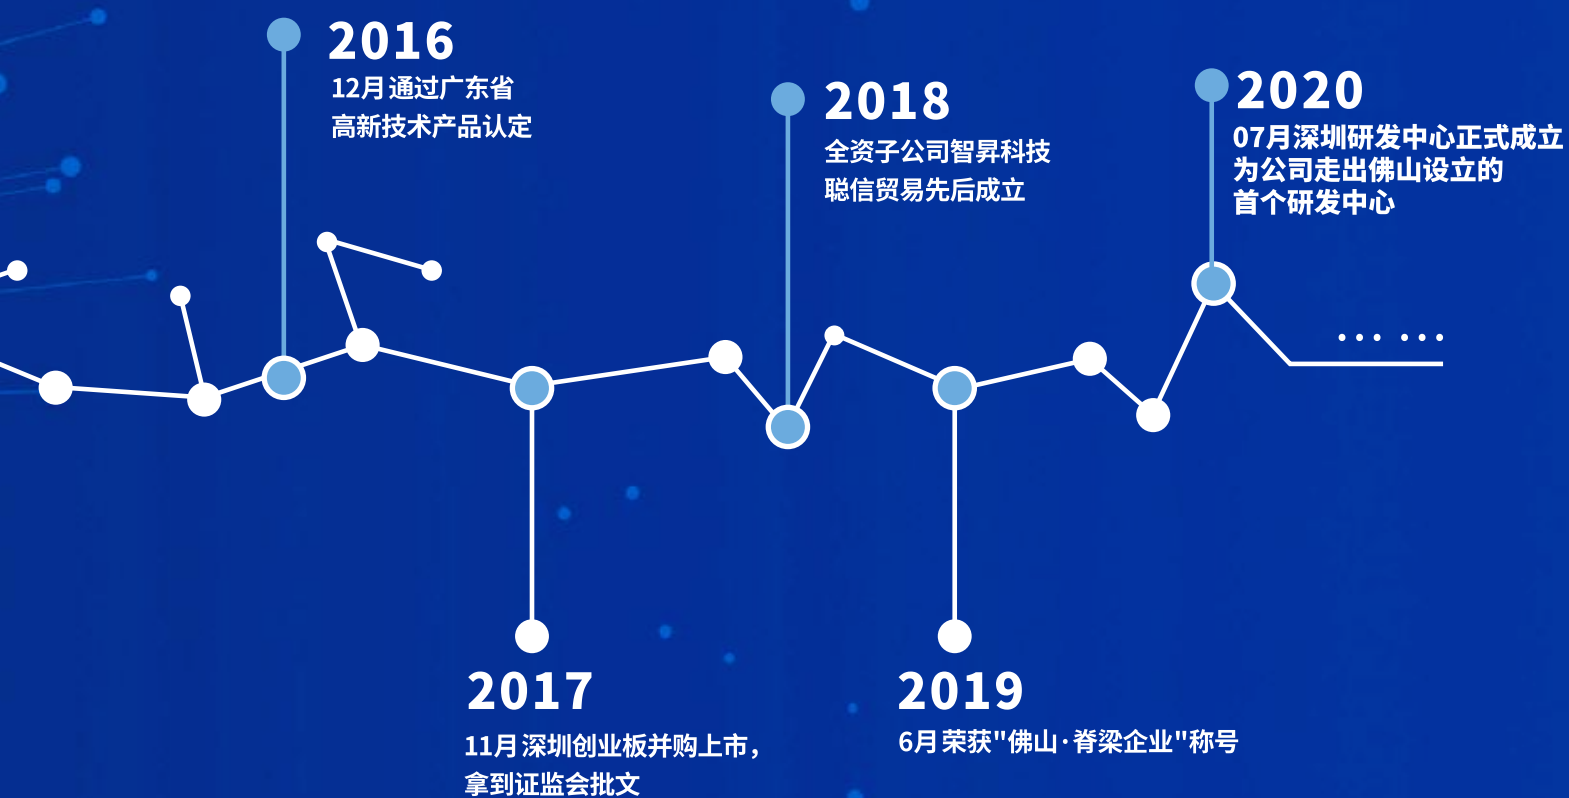 2016
12月通过广东省
高新技术产品认定
2018
全资子公司智昇科技
聪信贸易先后成立
2020
07月深圳研发中心正式成立
为公司走出佛山设立的
首个研发中心
2017
11月深圳创业板并购上市，
拿到证监会批文
2019
6月荣获"佛山·脊梁企业"称号